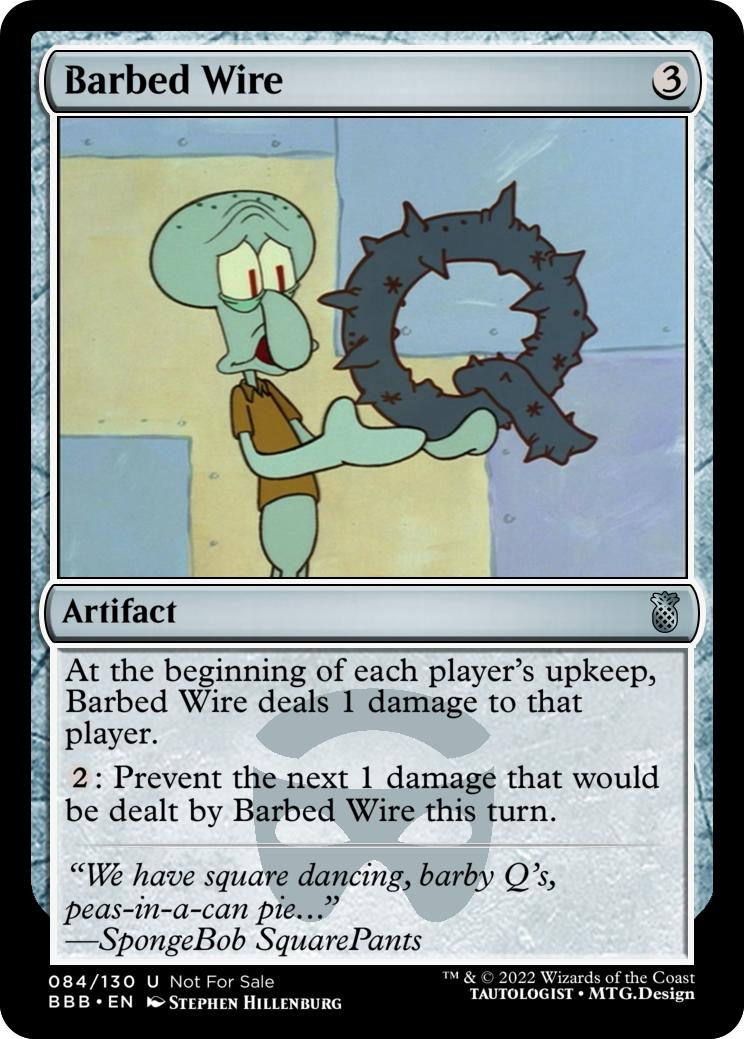 Barbed Wire 3
Artifact
At the beginning of each player's upkeep,
Barbed Wire deals 1 damage to that
player.
2: Prevent the next 1 damage that would
be dealt by Barbed Wire this turn.
“We have square dancing, barby Q's,
peas-in-a-can pie...”
—SpongeBob SquarePants
084/130 U Not For Sale
BBB • EN STEPHEN HILLENBURG
™ & © 2022 Wizards of the Coast
TAUTOLOGIST • MTG.Design